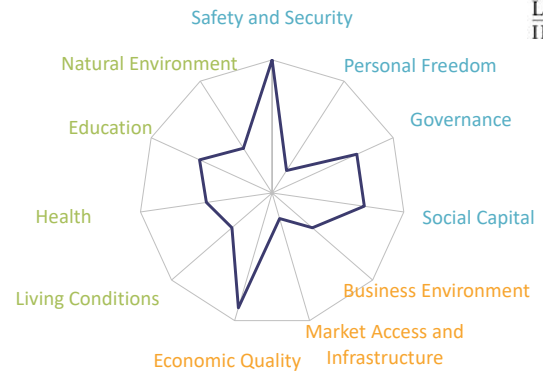 Safety and Security
Natural Environment
Personal Freedom
Education
Governance
Health
Social Capital
Living Conditions
Business Environment
Market Access and
Infrastructure
Economic Quality